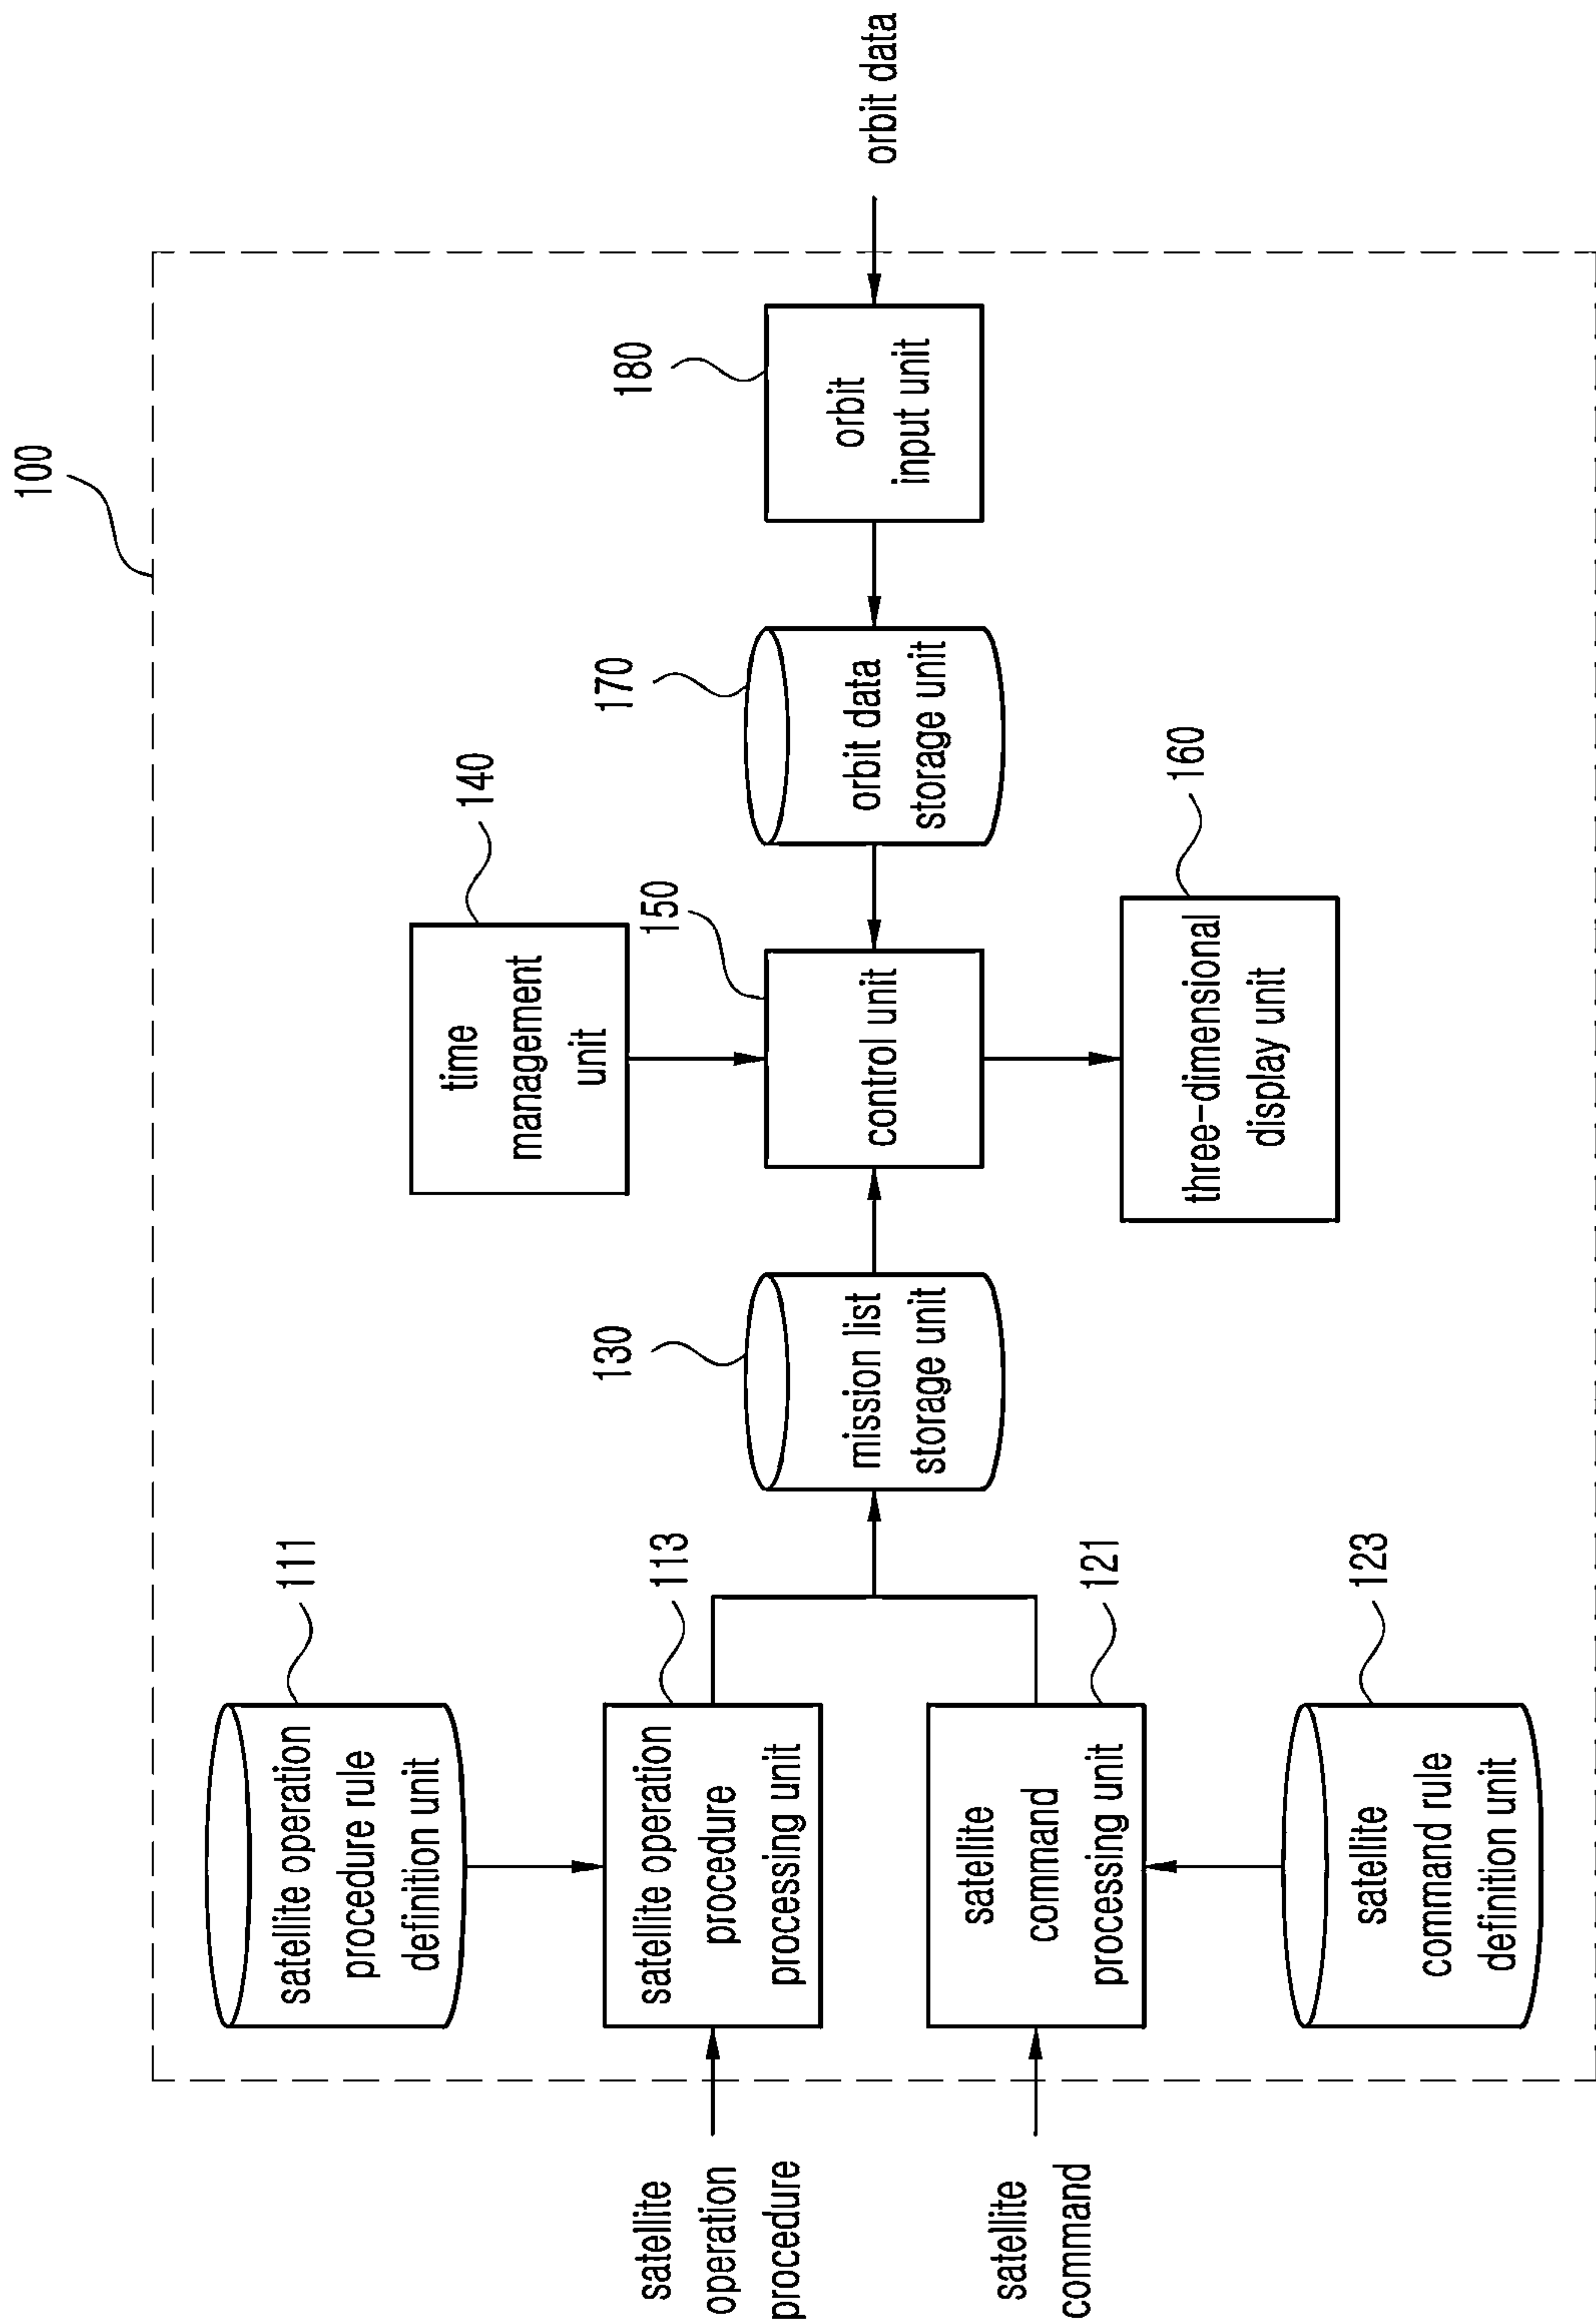 100
satellite
operation
procedure
satellite
command
satellite operation
procedure rule
definition unit
111
satellite operation
procedure
processing unit
113
satellite
command
processing unit
121
satellite
command rule
definition unit
123
mission list
storage unit
130
time
management
unit
140
control unit
150
three-dimensional
display unit
160
orbit data
storage unit
170
orbit
input unit
180
orbit data